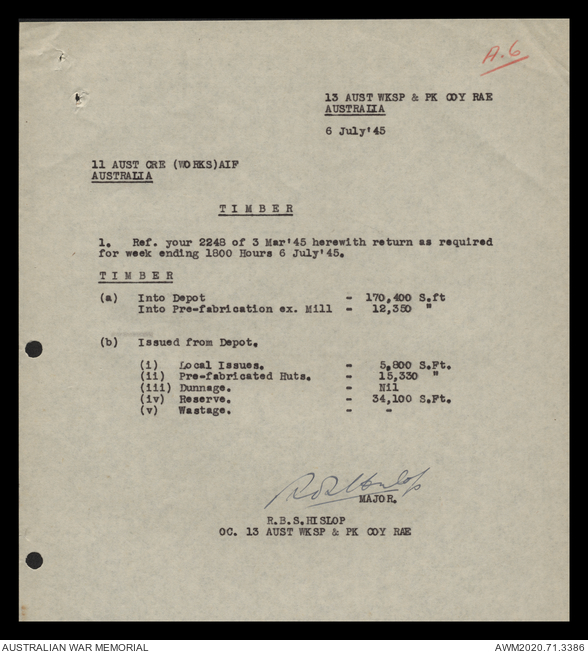 A.6
13 AUST WKSP & PK COY RAE
AUSTRALIA
6 July'45
11 AUST CRE (WORKS)AIF
AUSTRALIA
T I M B E R
1. Ref. your 2248 of 3 Mar'45 herewith return as required
for week ending 1800 Hours 6 July'45.
T I M B E R
(a) Into Depot - 170,400 S.ft
Into Pre-fabrication ex. Mill - 12,350 "
(b) Issued from Depot.
(i) Local Issues. - 5,800 S.Ft.
(ii) Pre-fabricated Huts. - 15,330 "
(iii) Dunnage. - Nil
(iv) Reserve. - 34,100 S.Ft.
(v) Wastage. - -
RBSHislop
MAJOR.
R.B.S.HISLOP
OC. 13 AUST WKSP & PK COY RAE
AUSTRALIAN WAR MEMORIAL
AWM2020.71.3386